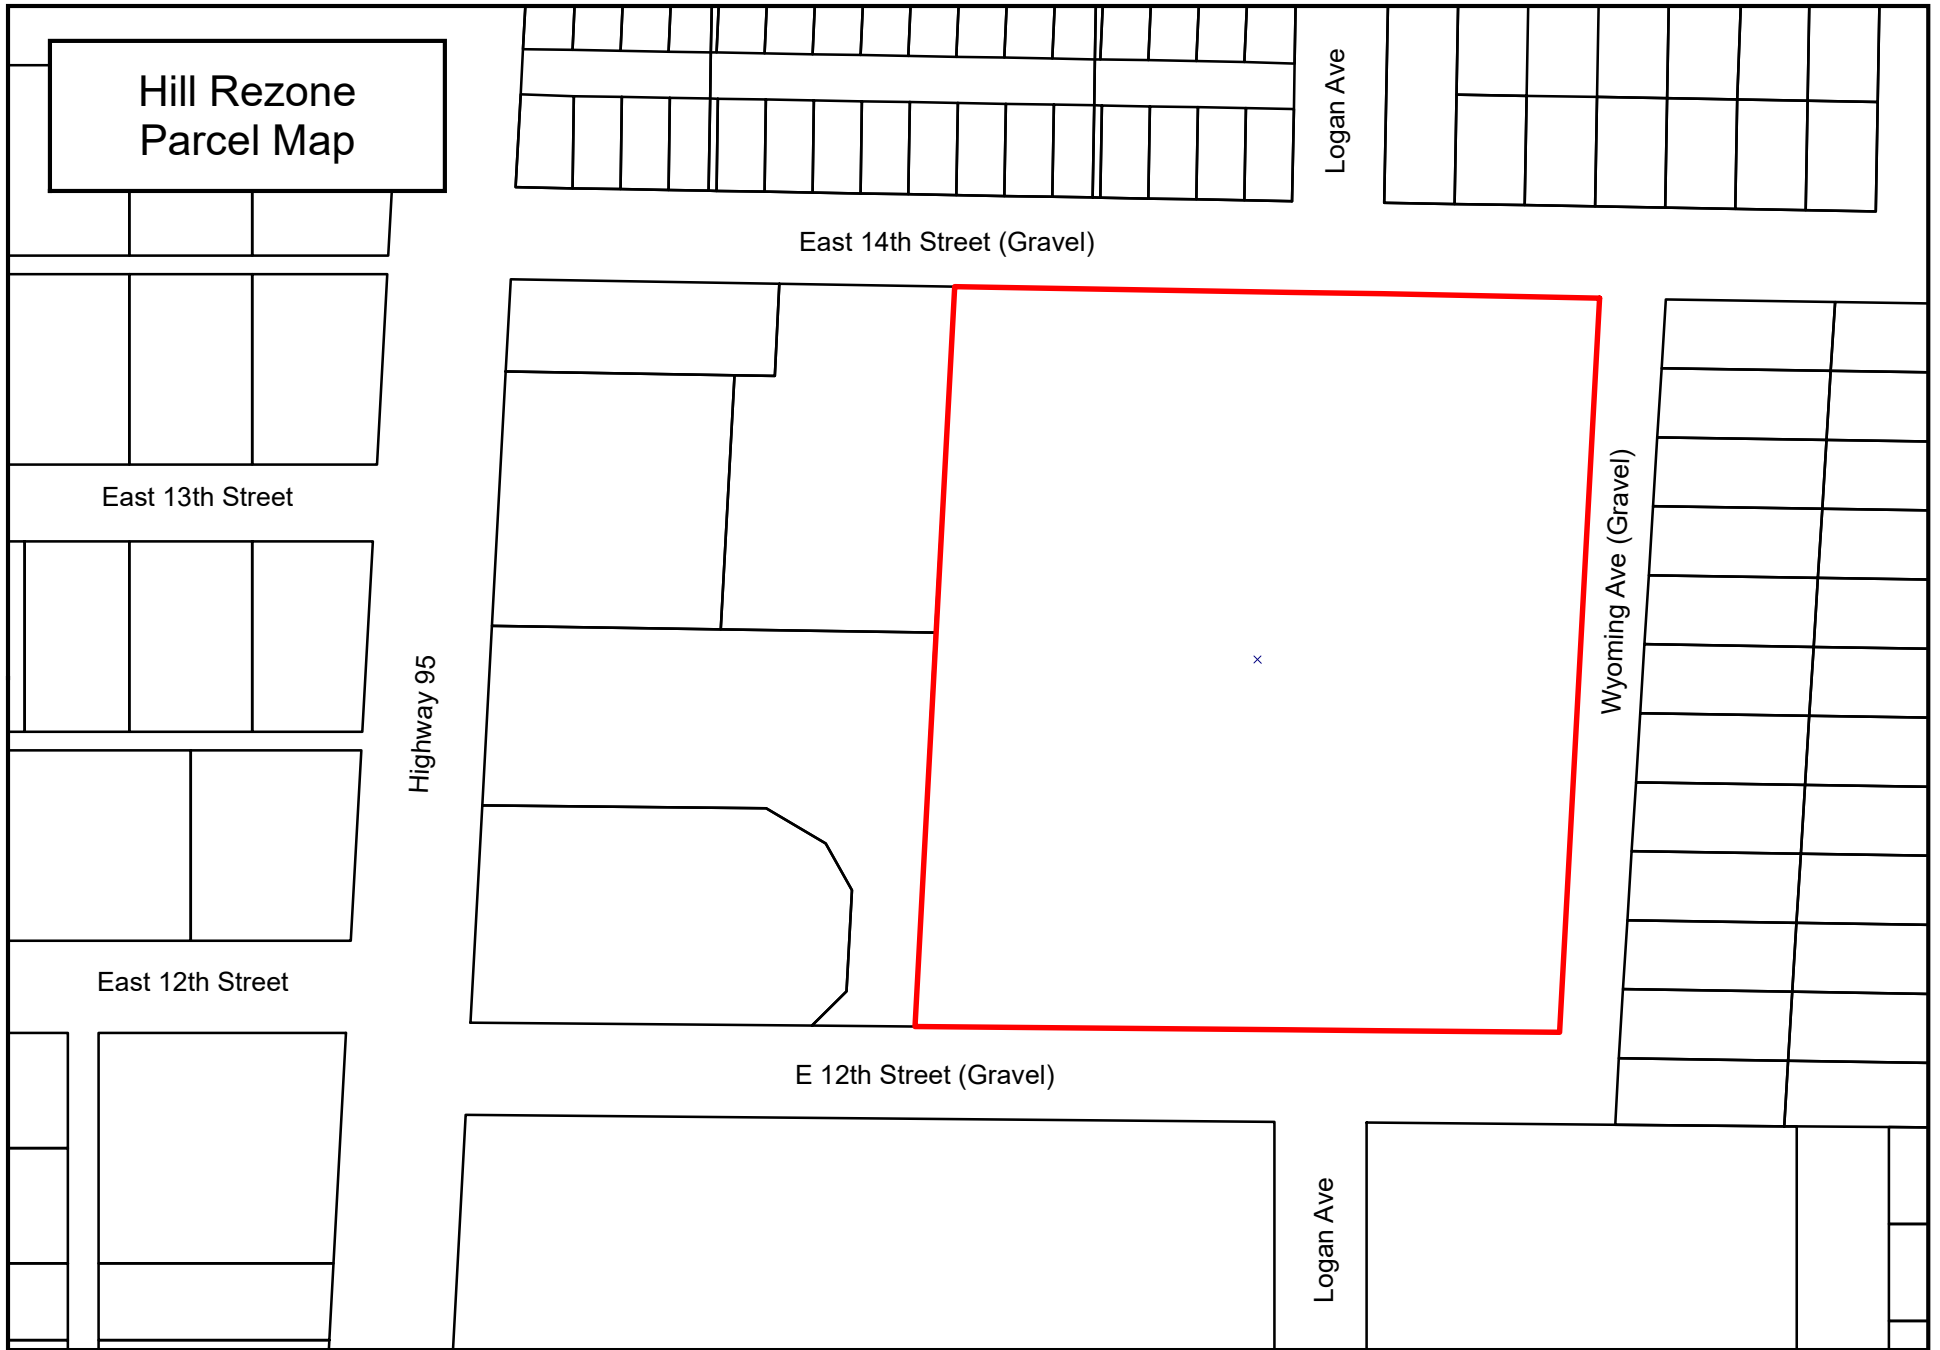 Hill Rezone
Parcel Map
Logan Ave
East 14th Street (Gravel)
East 13th Street
Wyoming Ave (Gravel)
Highway 95
East 12th Street
E 12th Street (Gravel)
Logan Ave